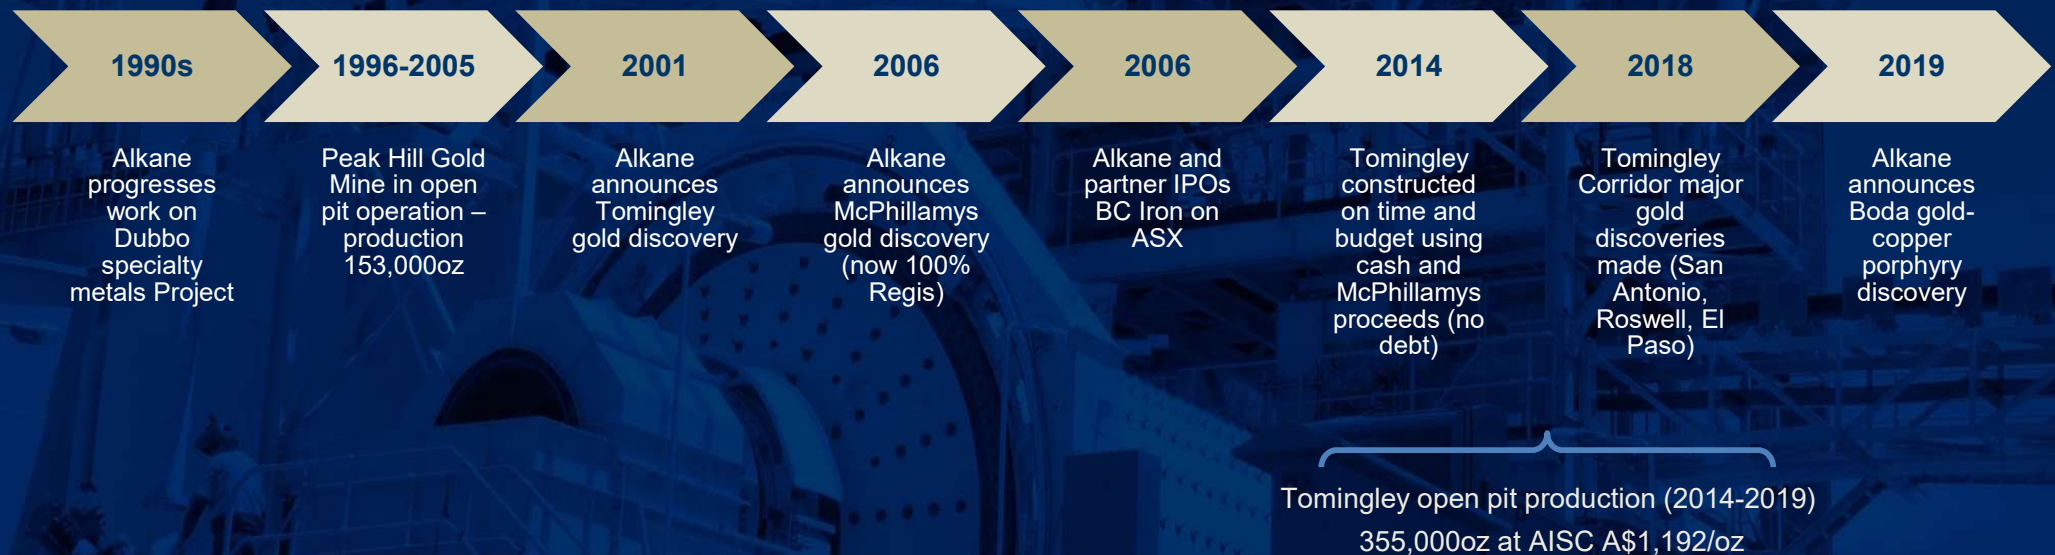 1990s
1996-2005
2001
2006
2006
2014
2018
2019
Alkane
progresses
work on
Dubbo
specialty
metals Project
Peak Hill Gold
Mine in open
pit operation –
production
153,000oz
Alkane
announces
Tomingley
gold discovery
Alkane
announces
McPhillamys
gold discovery
(now 100%
Regis)
Alkane and
partner IPOs
BC Iron on
ASX
Tomingley
constructed
on time and
budget using
cash and
McPhillamys
proceeds (no
debt)
Tomingley
Corridor major
gold
discoveries
made (San
Antonio,
Roswell, El
Paso)
Alkane
announces
Boda gold-
copper
porphyry
discovery
Tomingley open pit production (2014-2019)
355,000oz at AISC A$1,192/oz